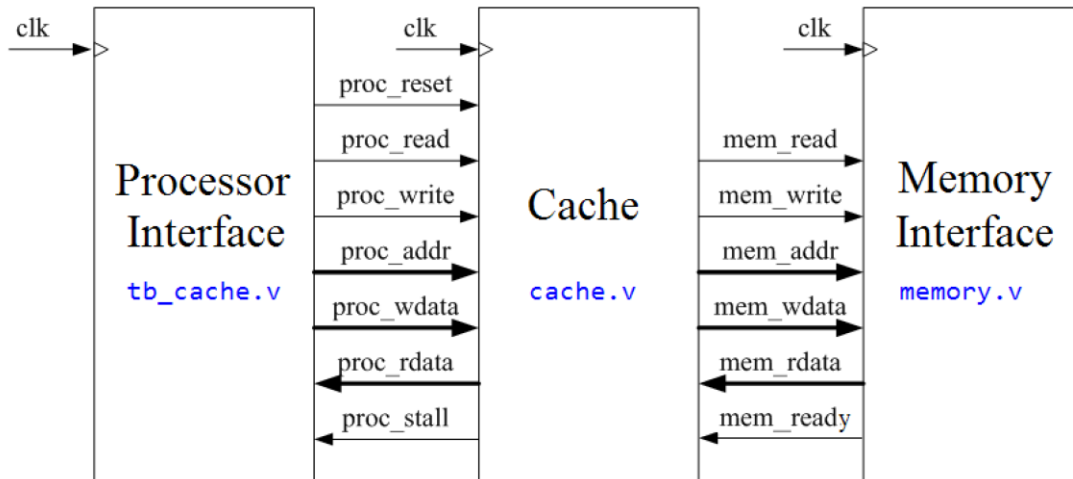 clk
clk
clk
proc_reset
proc_read
mem_read
Processor
Interface
tb_cache.v
proc_write
Cache
cache.v
mem_write
Memory
Interface
memory.v
proc_addr
mem_addr
proc_wdata
mem_wdata
proc_rdata
mem_rdata
proc_stall
mem_ready